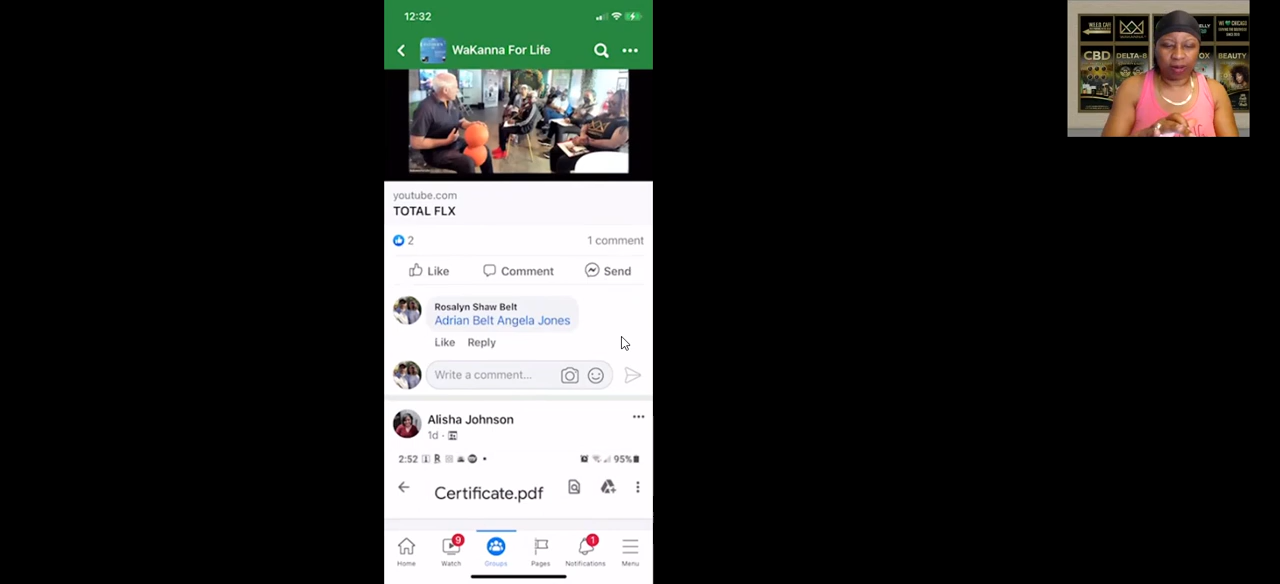 12:32
WaKanna For Life
youtube.com
TOTAL FLX
2
1 comment
Like
Comment
Send
Rosalyn Shaw Belt
Adrian Belt Angela Jones
Like Reply
Write a comment...
Alisha Johnson
1d
2:52
95%
Certificate.pdf
9
1
Home
Watch
Groups
Pages
Notifications
Menu
CBD
DELTA-8
BEAUTY